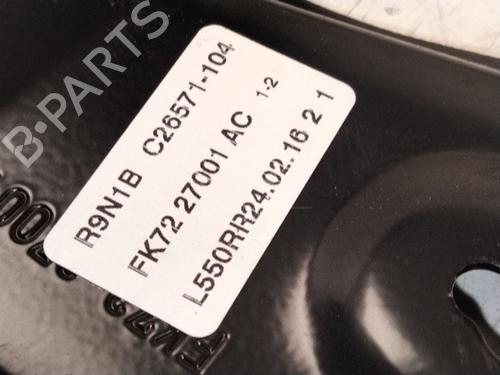 B-PARTS
R9N1B C26571-104
FK72 27001 AC 1-2
L550RR24.02.16 2 1